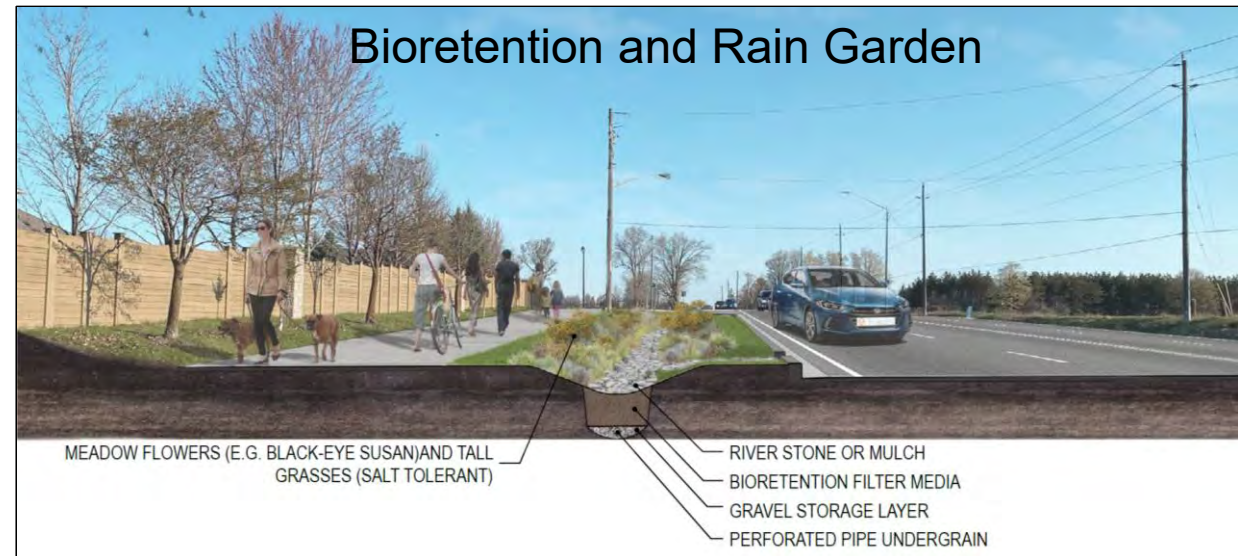 Bioretention and Rain Garden
MEADOW FLOWERS (E.G. BLACK-EYE SUSAN)AND TALL
GRASSES (SALT TOLERANT)
RIVER STONE OR MULCH
BIORETENTION FILTER MEDIA
GRAVEL STORAGE LAYER
PERFORATED PIPE UNDERGRAIN